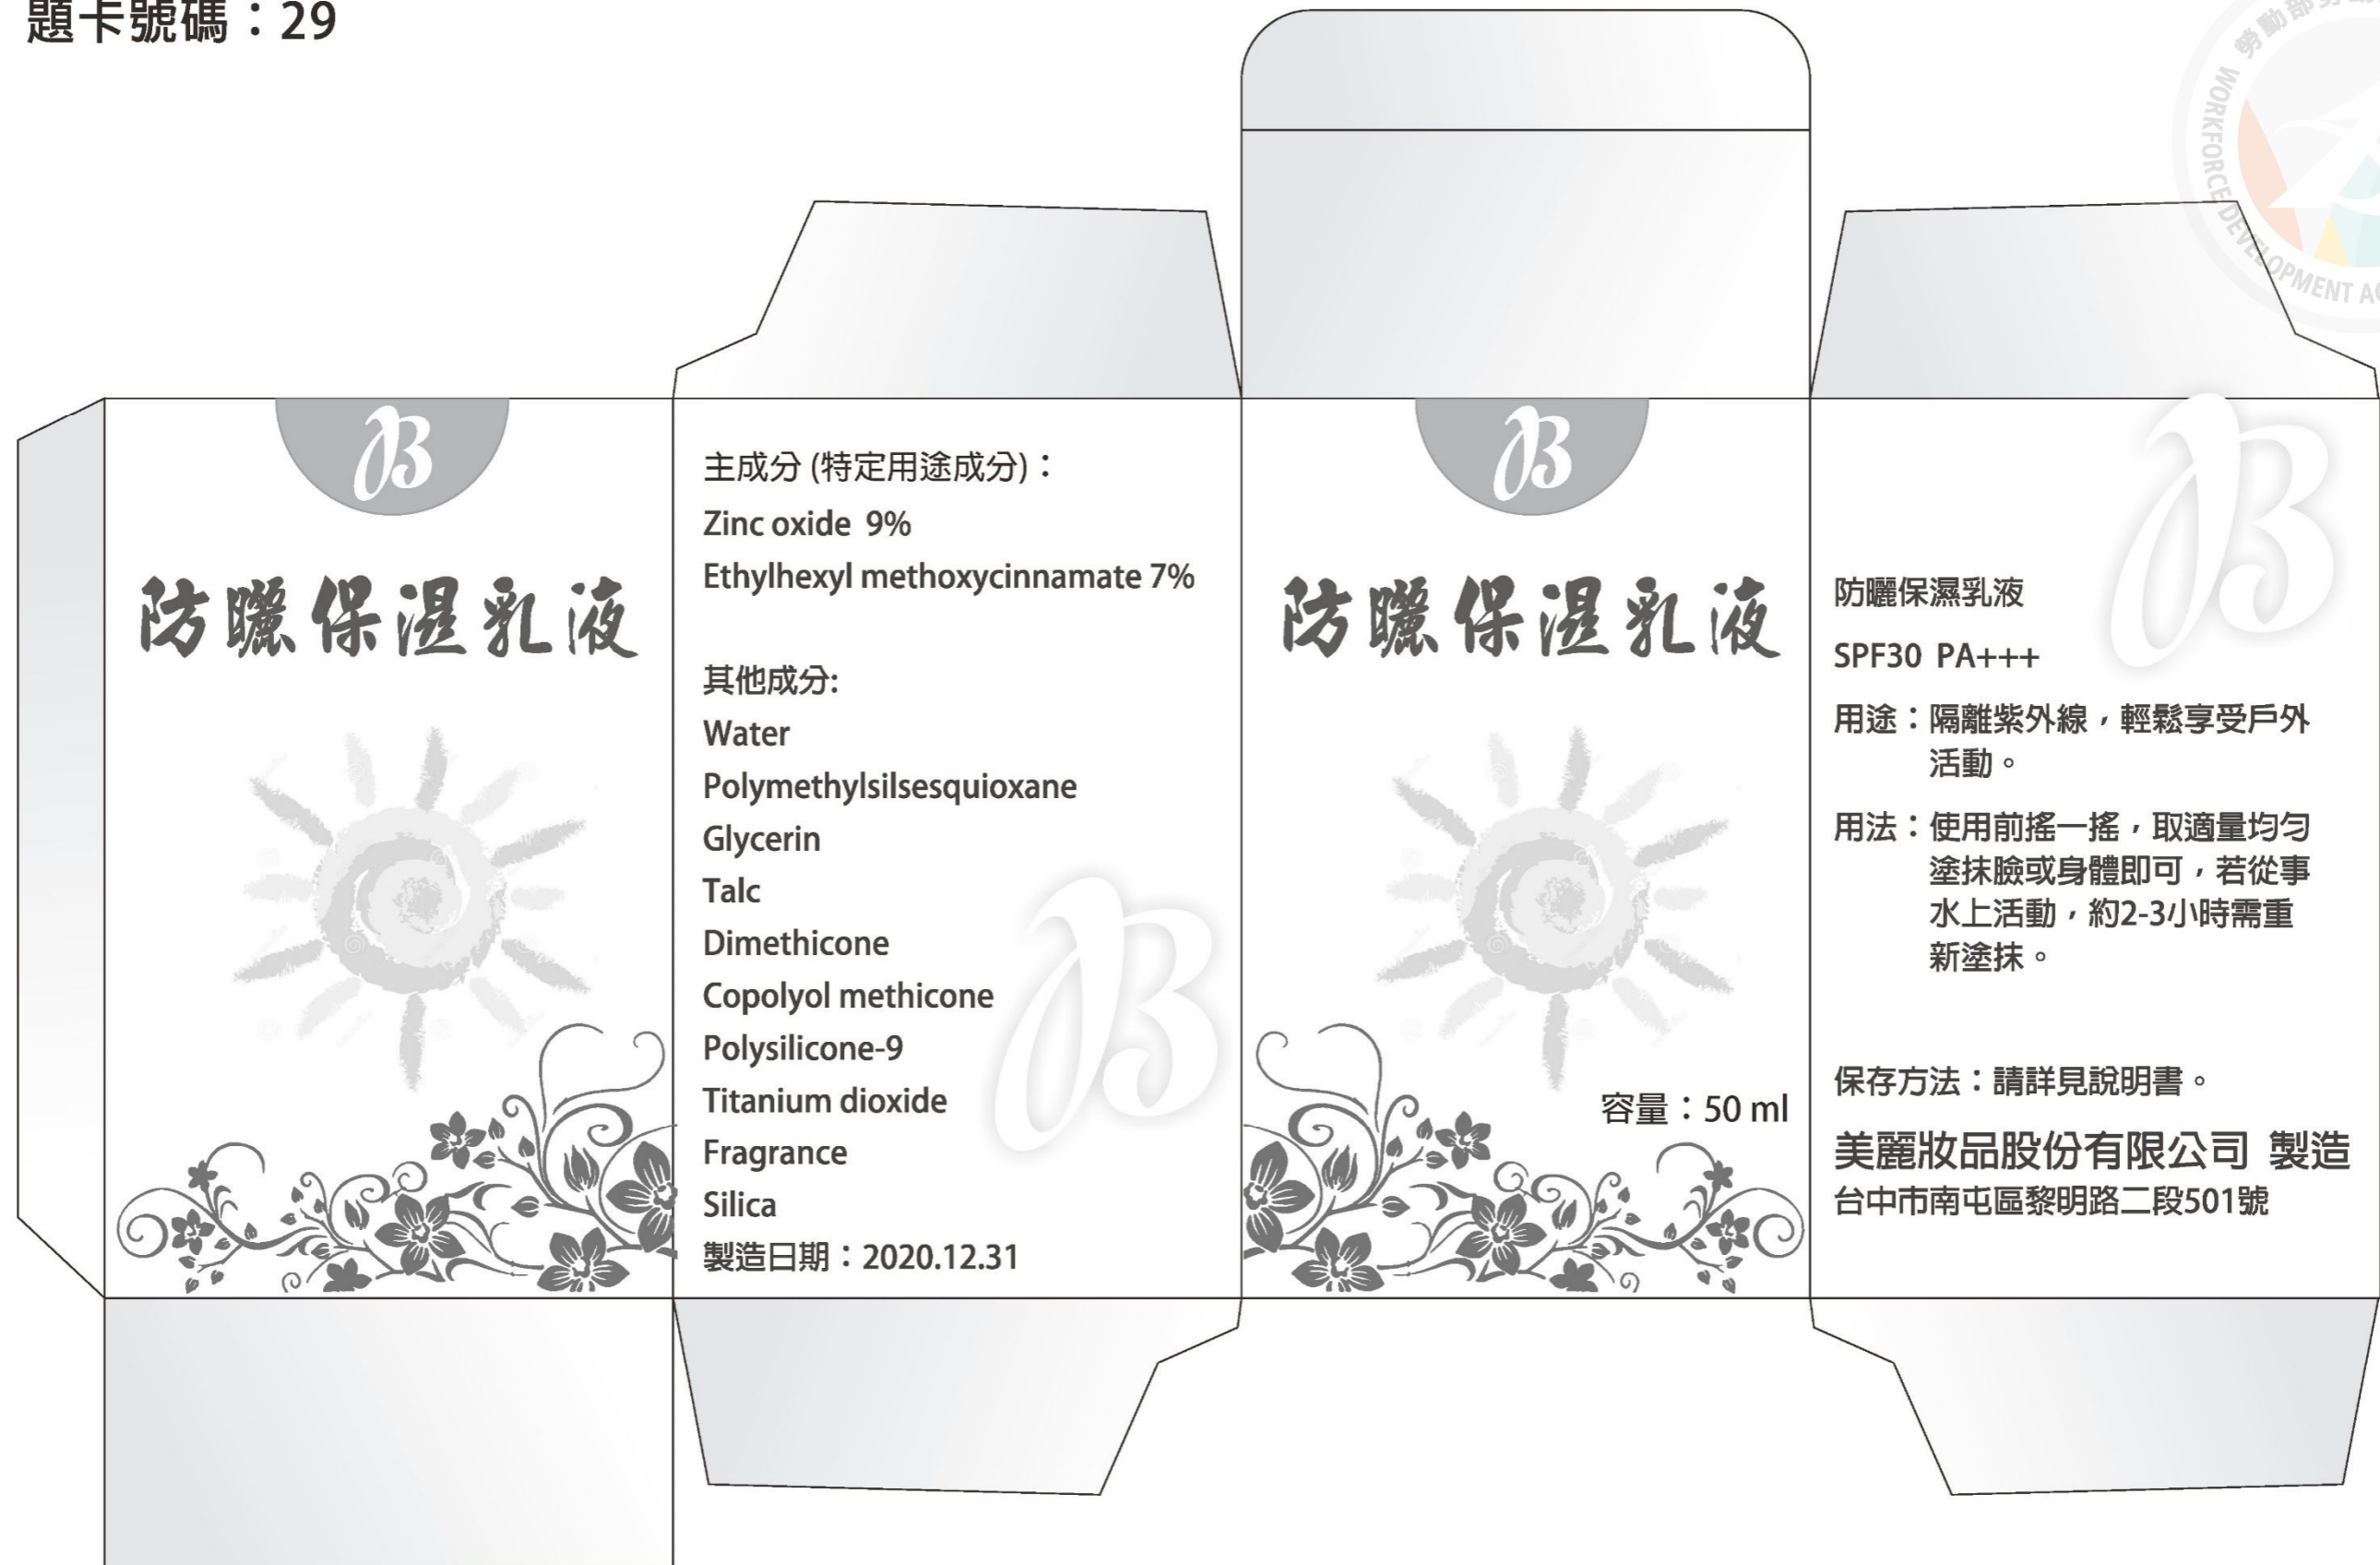 題卡號碼：29
勞動部勞
WORKFORCE DEVELOPMENT
B
防曬保濕乳液
主成分 (特定用途成分)：
Zinc oxide 9%
Ethylhexyl methoxycinnamate 7%
其他成分:
Water
Polymethylsilsesquioxane
Glycerin
Talc
Dimethicone
Copolyol methicone
Polysilicone-9
Titanium dioxide
Fragrance
Silica
製造日期：2020.12.31
B
B
防曬保濕乳液
容量：50 ml
B
防曬保濕乳液
SPF30 PA+++
用途：隔離紫外線，輕鬆享受戶外
活動。
用法：使用前搖一搖，取適量均勻
塗抹臉或身體即可，若從事
水上活動，約2-3小時需重
新塗抹。
保存方法：請詳見說明書。
美麗妝品股份有限公司 製造
台中市南屯區黎明路二段501號